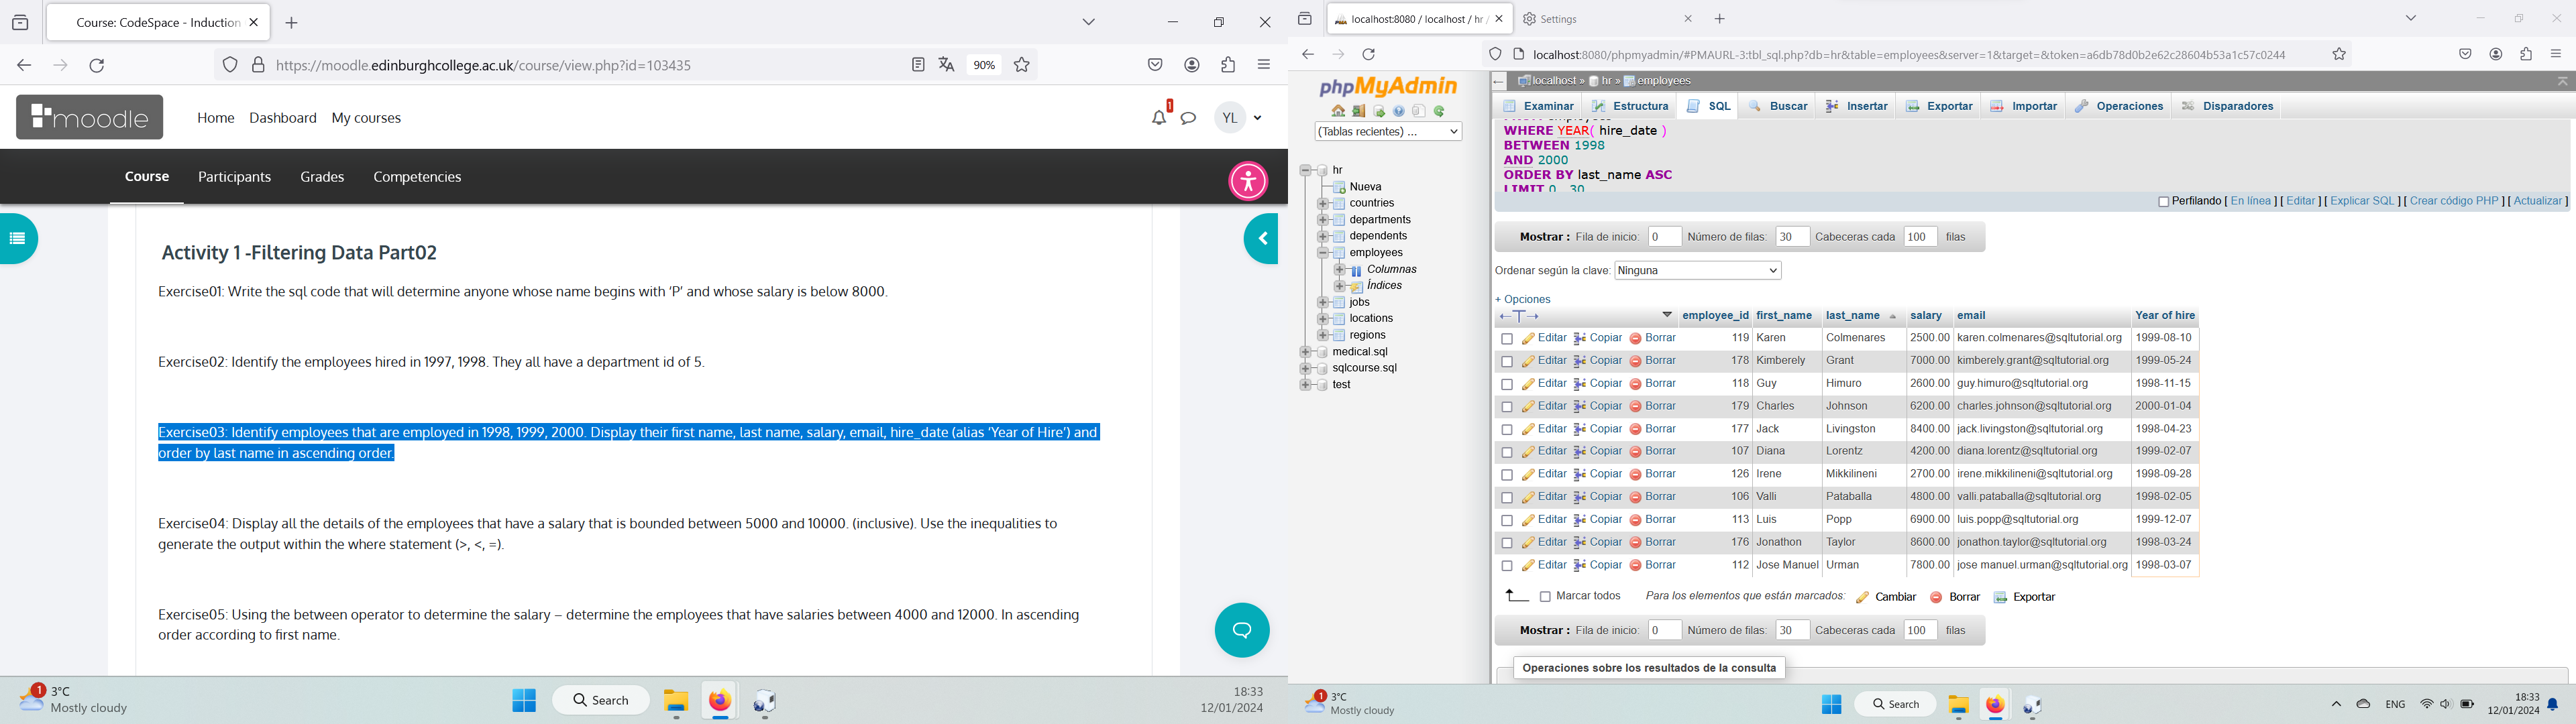 Course: CodeSpace - Induction
https://moodle.edinburghcollege.ac.uk/course/view.php?id=103435
90%
moodle
Home
Dashboard
My courses
1
YL
Course
Participants
Grades
Competencies
Activity 1 -Filtering Data Part02
Exercise01: Write the sql code that will determine anyone whose name begins with ‘P’ and whose salary is below 8000.
Exercise02: Identify the employees hired in 1997, 1998. They all have a department id of 5.
Exercise03: Identify employees that are employed in 1998, 1999, 2000. Display their first name, last name, salary, email, hire_date (alias ‘Year of Hire’) and
order by last name in ascending order.
Exercise04: Display all the details of the employees that have a salary that is bounded between 5000 and 10000. (inclusive). Use the inequalities to
generate the output within the where statement (>, <, =).
Exercise05: Using the between operator to determine the salary – determine the employees that have salaries between 4000 and 12000. In ascending
order according to first name.
1
3°C
Mostly cloudy
Search
18:33
12/01/2024
localhost:8080 / localhost / hr /
Settings
localhost:8080/phpmyadmin/#PMAURL-3:tbl_sql.php?db=hr&table=employees&server=1&target=&token=a6db78d0b2e62c28604b53a1c57c0244
phpMyAdmin
(Tablas recientes) ...
hr
Nueva
countries
departments
dependents
employees
Columnas
Índices
jobs
locations
regions
medical.sql
sqlcourse.sql
test
localhost » hr » employees
Examinar
Estructura
SQL
Buscar
Insertar
Exportar
Importar
Operaciones
Disparadores
WHERE YEAR( hire_date )
BETWEEN 1998
AND 2000
ORDER BY last_name ASC
LIMIT 0 , 30
Perfilando [ En línea ] [ Editar ] [ Explicar SQL ] [ Crear código PHP ] [ Actualizar ]
Mostrar : Fila de inicio: 0 Número de filas: 30 Cabeceras cada 100 filas
Ordenar según la clave: Ninguna
+ Opciones
←T→ employee_id first_name last_name salary email Year of hire
Editar Copiar Borrar 119 Karen Colmenares 2500.00 karen.colmenares@sqltutorial.org 1999-08-10
Editar Copiar Borrar 178 Kimberely Grant 7000.00 kimberely.grant@sqltutorial.org 1999-05-24
Editar Copiar Borrar 118 Guy Himuro 2600.00 guy.himuro@sqltutorial.org 1998-11-15
Editar Copiar Borrar 179 Charles Johnson 6200.00 charles.johnson@sqltutorial.org 2000-01-04
Editar Copiar Borrar 177 Jack Livingston 8400.00 jack.livingston@sqltutorial.org 1998-04-23
Editar Copiar Borrar 107 Diana Lorentz 4200.00 diana.lorentz@sqltutorial.org 1999-02-07
Editar Copiar Borrar 126 Irene Mikkilineni 2700.00 irene.mikkilineni@sqltutorial.org 1998-09-28
Editar Copiar Borrar 106 Valli Pataballa 4800.00 valli.pataballa@sqltutorial.org 1998-02-05
Editar Copiar Borrar 113 Luis Popp 6900.00 luis.popp@sqltutorial.org 1999-12-07
Editar Copiar Borrar 176 Jonathon Taylor 8600.00 jonathon.taylor@sqltutorial.org 1998-03-24
Editar Copiar Borrar 112 Jose Manuel Urman 7800.00 jose manuel.urman@sqltutorial.org 1998-03-07
Marcar todos Para los elementos que están marcados: Cambiar Borrar Exportar
Mostrar : Fila de inicio: 0 Número de filas: 30 Cabeceras cada 100 filas
Operaciones sobre los resultados de la consulta
1
3°C
Mostly cloudy
Search
ENG
18:33
12/01/2024